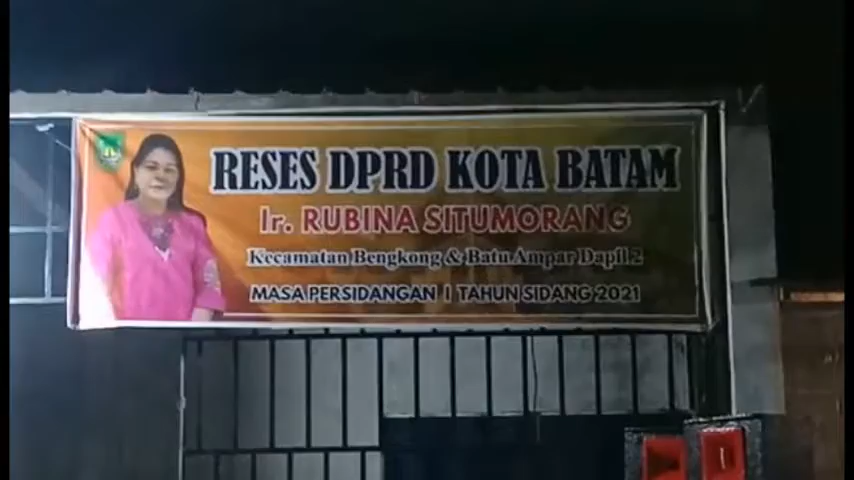 RESES DPRD KOTA BATAM
Ir. RUBINA SITUMORANG
Kecamatan Bengkong & Batu Ampar Dapil 2
MASA PERSIDANGAN I TAHUN SIDANG 2021